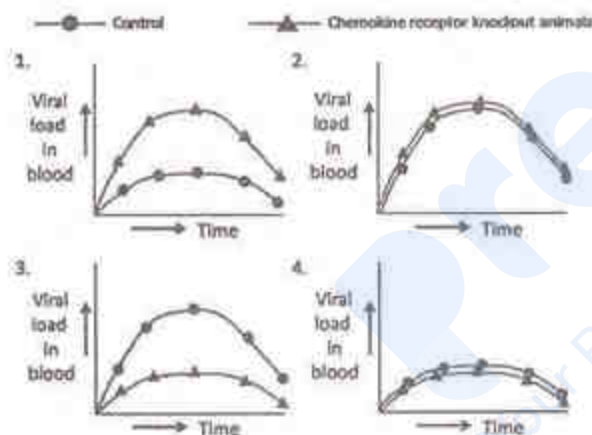 Control
Chemokine receptor knockout animals
1.
Viral
load
in
blood
Time
2.
Viral
load
in
blood
Time
3.
Viral
load
in
blood
Time
4.
Viral
load
in
blood
Time